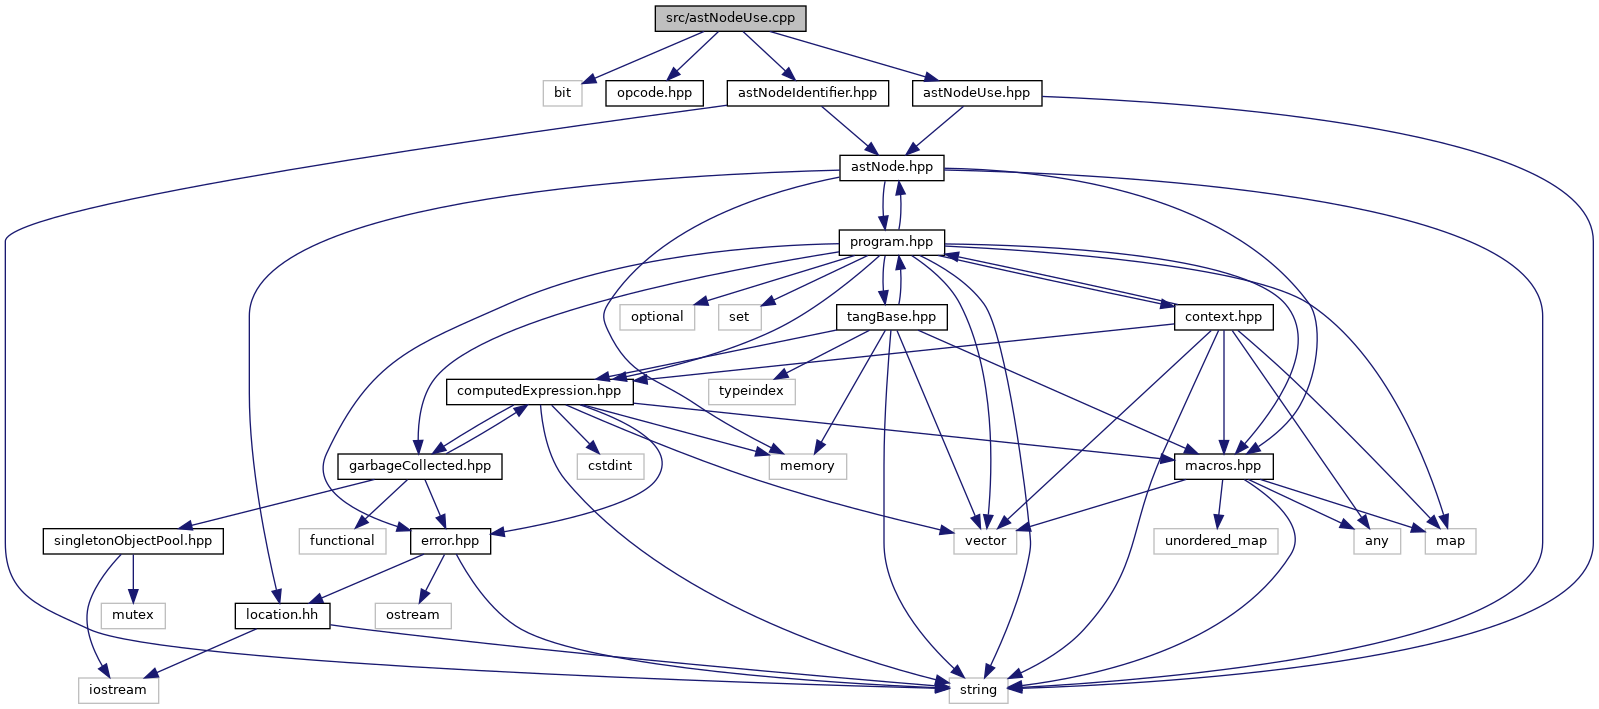 src/astNodeUse.cpp
bit
opcode.hpp
astNodeIdentifier.hpp
astNodeUse.hpp
astNode.hpp
program.hpp
optional
set
tangBase.hpp
context.hpp
computedExpression.hpp
typeindex
garbageCollected.hpp
cstdint
memory
macros.hpp
singletonObjectPool.hpp
functional
error.hpp
vector
unordered_map
any
map
mutex
location.hh
ostream
iostream
string